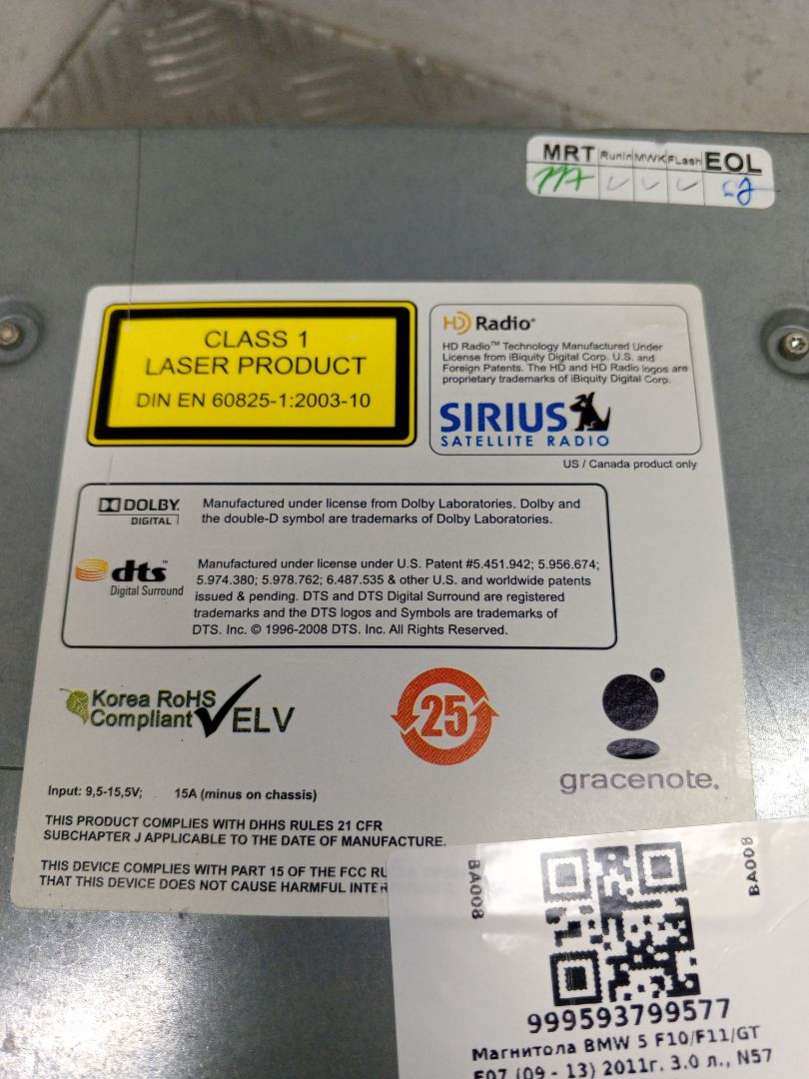 MRT RuninMWKFLash EOL
CLASS 1
LASER PRODUCT
DIN EN 60825-1:2003-10
HD Radio
HD Radio™ Technology Manufactured Under
License from iBiquity Digital Corp. U.S. and
Foreign Patents. The HD and HD Radio logos are
proprietary trademarks of iBiquity Digital Corp.
SIRIUS
SATELLITE RADIO
US / Canada product only
DOLBY
DIGITAL
Manufactured under license from Dolby Laboratories. Dolby and
the double-D symbol are trademarks of Dolby Laboratories.
dts™
Digital Surround
Manufactured under license under U.S. Patent #5.451.942; 5.956.674;
5.974.380; 5.978.762; 6.487.535 & other U.S. and worldwide patents
issued & pending. DTS and DTS Digital Surround are registered
trademarks and the DTS logos and Symbols are trademarks of
DTS. Inc. © 1996-2008 DTS. Inc. All Rights Reserved.
Korea RoHS
Compliant ELV
25
gracenote.
Input: 9,5-15,5V; 15A (minus on chassis)
THIS PRODUCT COMPLIES WITH DHHS RULES 21 CFR
SUBCHAPTER J APPLICABLE TO THE DATE OF MANUFACTURE.
THIS DEVICE COMPLIES WITH PART 15 OF THE FCC RU
THAT THIS DEVICE DOES NOT CAUSE HARMFUL INTER
BA008
BA008
999593799577
Магнитола BMW 5 F10/F11/GT
F07 (09 - 13) 2011г. 3.0 л., N57